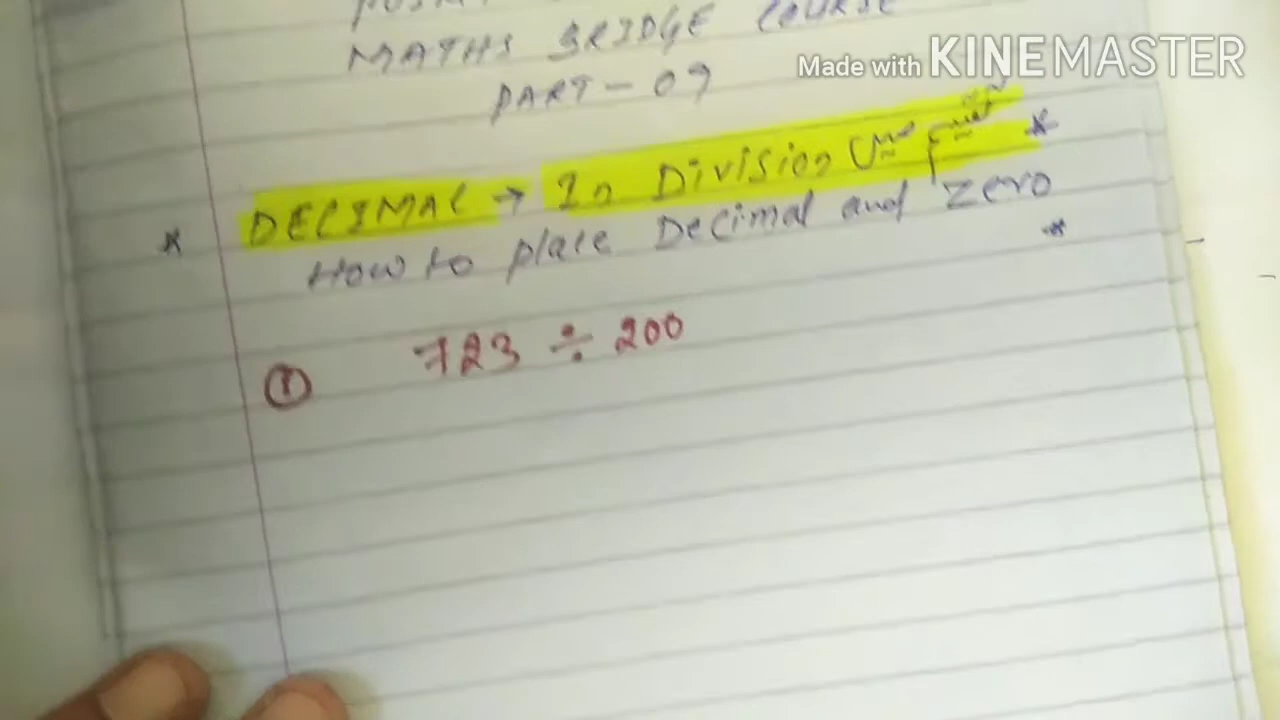 MATHS BRIDGE COURSE
PART - 09
Made with KINEMASTER
DECIMAL → In Division
* How to place Decimal and Zero *
① 723 ÷ 200